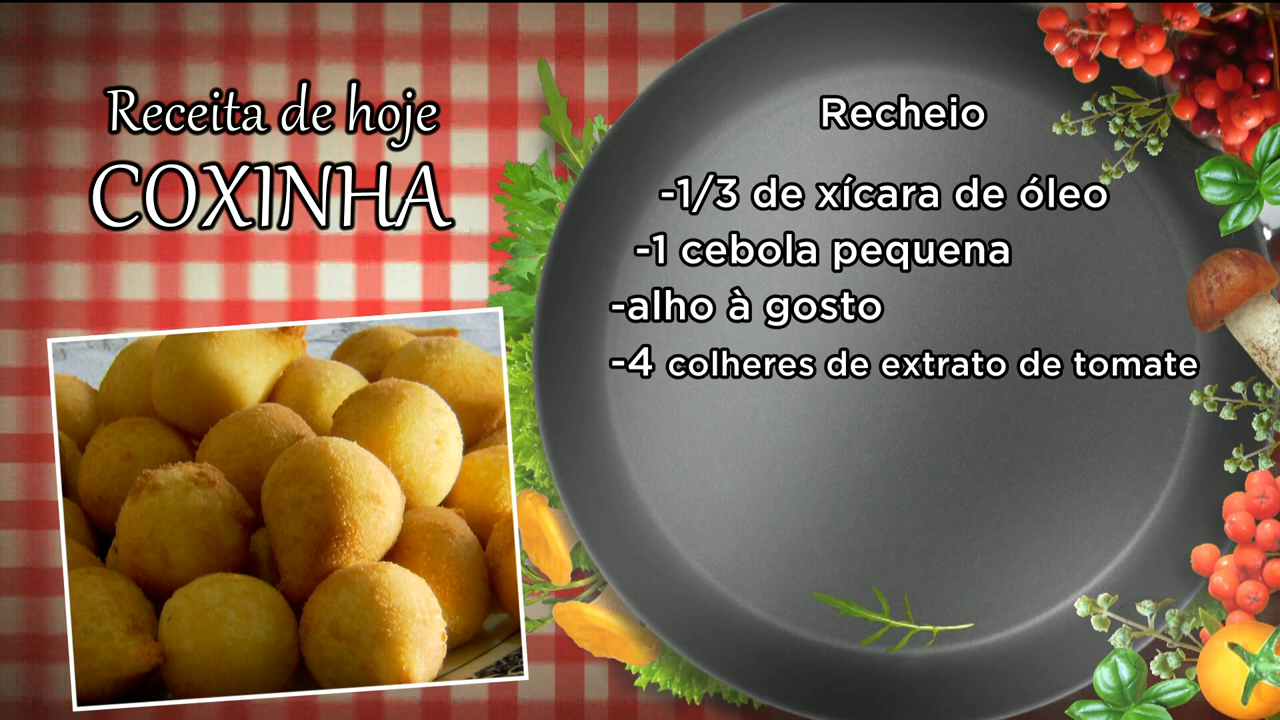 Receita de hoje
COXINHA
Recheio
-1/3 de xícara de óleo
-1 cebola pequena
-alho à gosto
-4 colheres de extrato de tomate